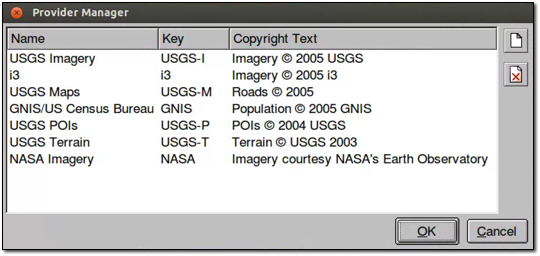 Provider Manager
Name Key Copyright Text
USGS Imagery USGS-I Imagery © 2005 USGS
i3 i3 Imagery © 2005 i3
USGS Maps USGS-M Roads © 2005
GNIS/US Census Bureau GNIS Population © 2005 GNIS
USGS POIs USGS-P POIs © 2004 USGS
USGS Terrain USGS-T Terrain © USGS 2003
NASA Imagery NASA Imagery courtesy NASA's Earth Observatory
OK Cancel